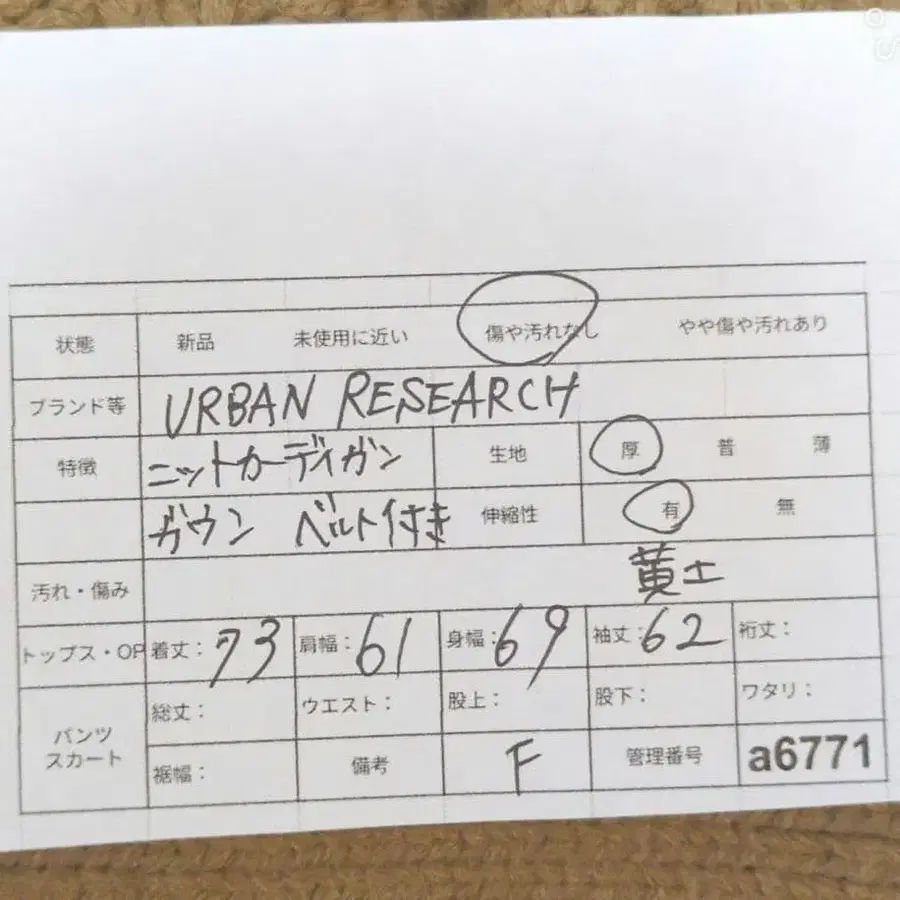 状態 新品 未使用に近い 傷や汚れなし やや傷や汚れあり
ブランド等 URBAN RESEARCH
特徴 ニットカーディガン 生地 厚 普 薄
ガウン ベルト付き 伸縮性 有 無
汚れ・傷み 黄土
トップス・OP 着丈: 73 肩幅: 61 身幅: 69 袖丈: 62 裄丈:
パンツ スカート 総丈: ウエスト: 股上: 股下: ワタリ:
裾幅: 備考 F 管理番号 a6771